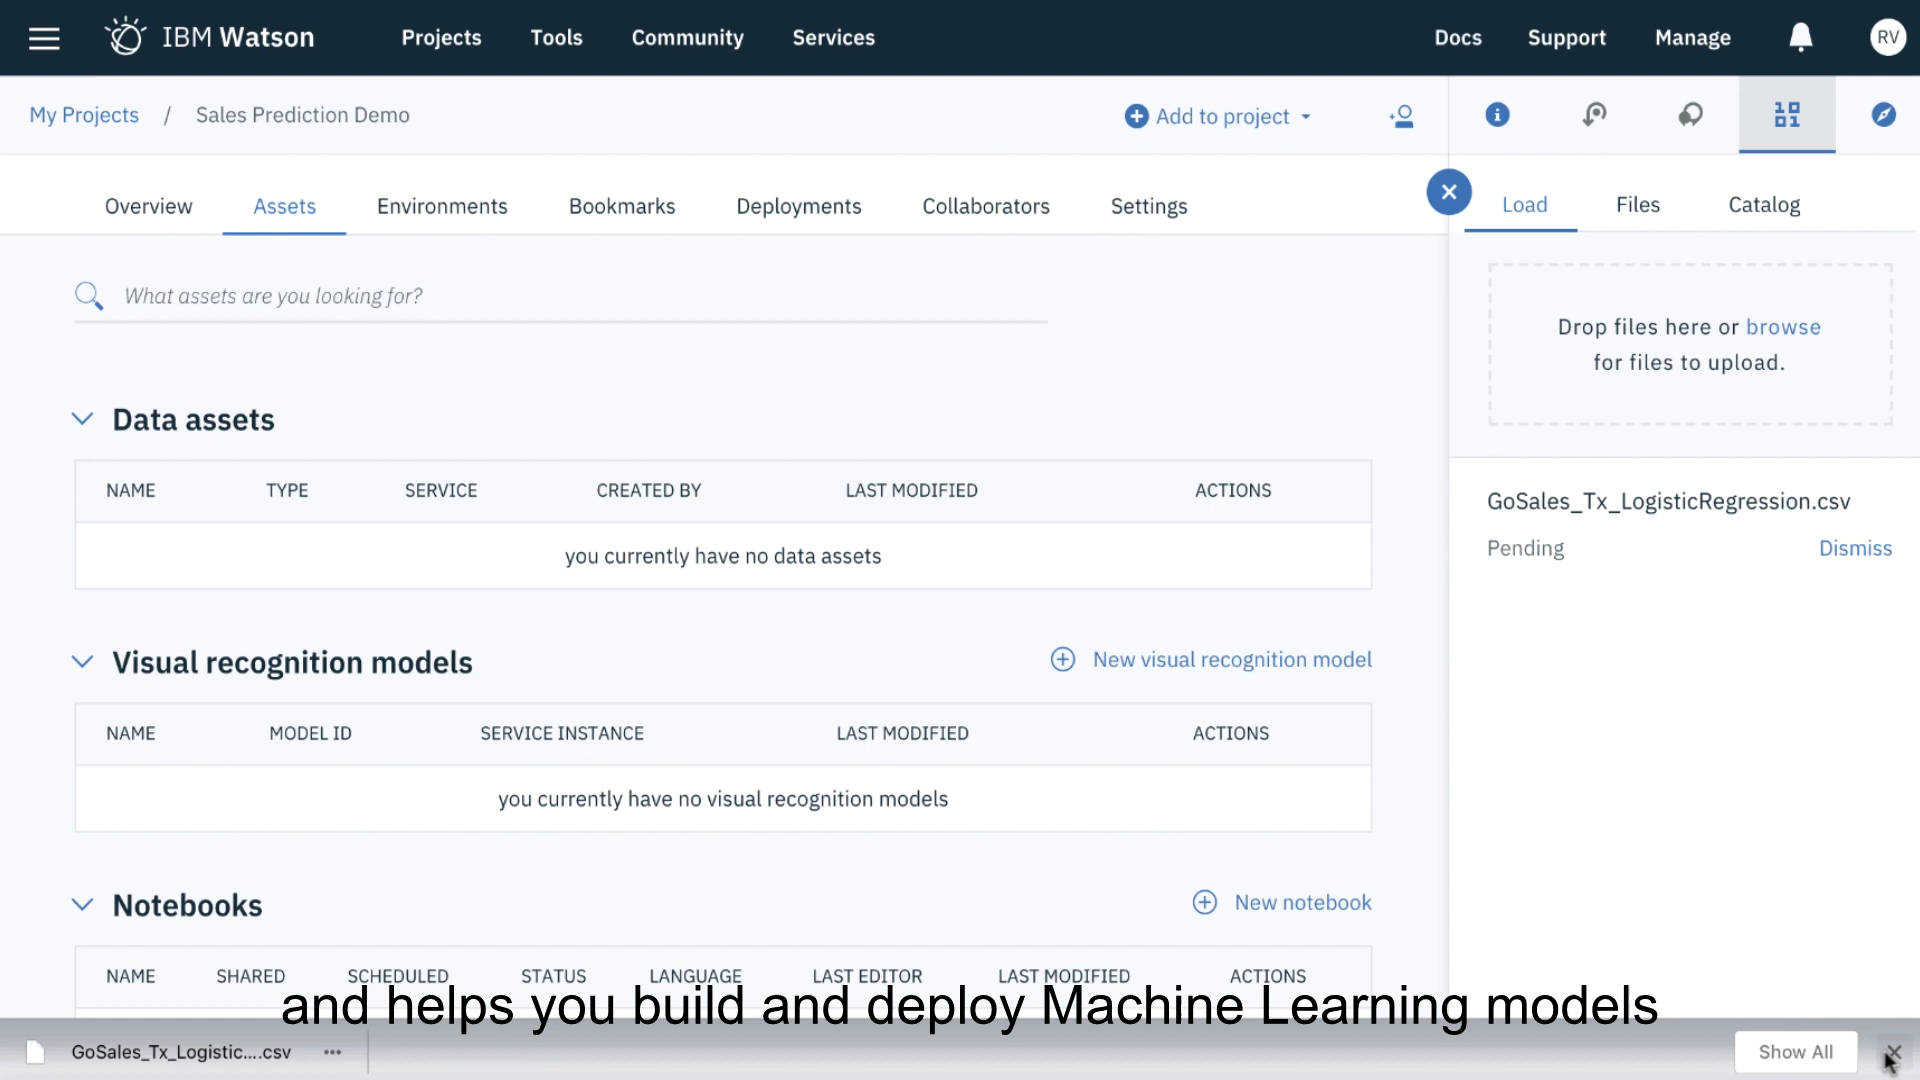 IBM Watson Projects Tools Community Services Docs Support Manage RV
My Projects / Sales Prediction Demo Add to project
Overview Assets Environments Bookmarks Deployments Collaborators Settings
Load Files Catalog
What assets are you looking for?
Drop files here or browse
for files to upload.
Data assets
NAME TYPE SERVICE CREATED BY LAST MODIFIED ACTIONS
you currently have no data assets
GoSales_Tx_LogisticRegression.csv
Pending Dismiss
Visual recognition models New visual recognition model
NAME MODEL ID SERVICE INSTANCE LAST MODIFIED ACTIONS
you currently have no visual recognition models
Notebooks New notebook
NAME SHARED SCHEDULED STATUS LANGUAGE LAST EDITOR LAST MODIFIED ACTIONS
and helps you build and deploy Machine Learning models
GoSales_Tx_Logistic....csv Show All